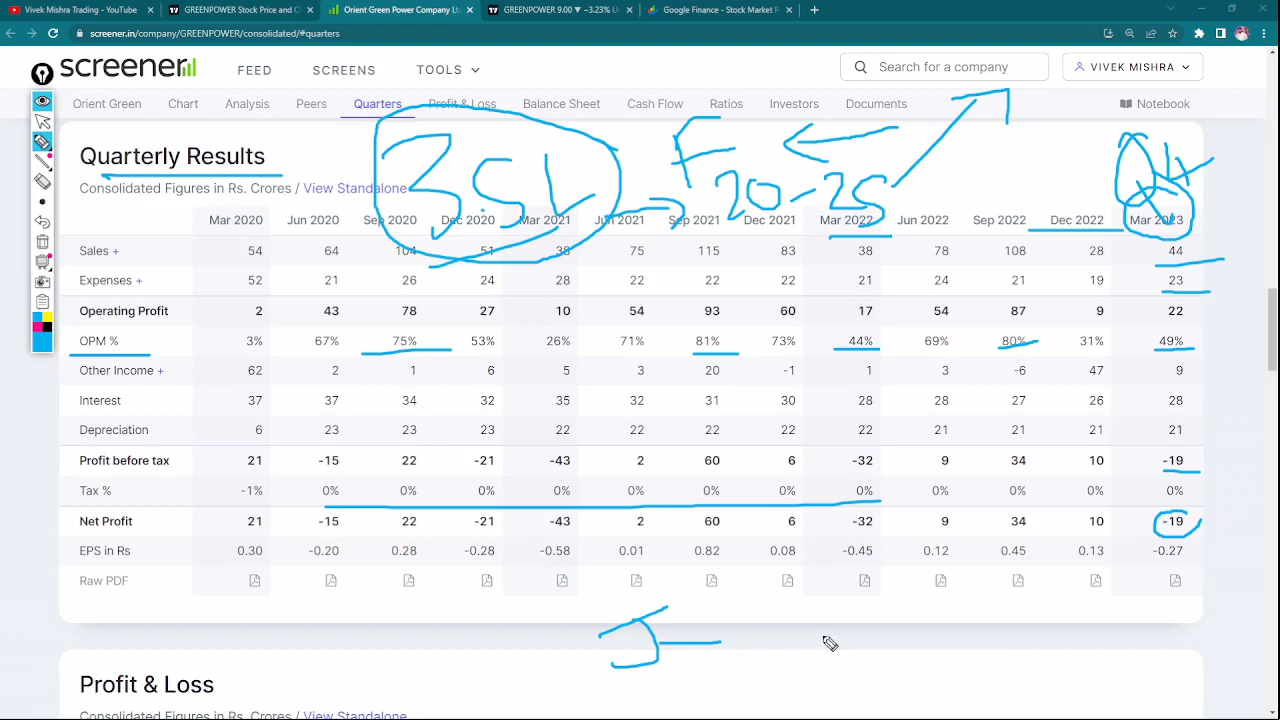 Vivek Mishra Trading - YouTube GREENPOWER Stock Price and C Orient Green Power Company Lt GREENPOWER 9.00 ▼ −3.23% U Google Finance - Stock Market P
screener.in/company/GREENPOWER/consolidated/#quarters
screener FEED SCREENS TOOLS Search for a company VIVEK MISHRA
Orient Green Chart Analy Peers Quarters Profit & Loss Balance Sheet Cash Flow Ratios Investors Documents Notebook
Quarterly Results
3.5L F 20-25 Q4
Consolidated Figures in Rs. Crores / View Standalone
Mar 2020 Jun 2020 Sep 2020 Dec 2020 Mar 2021 Jun 2021 Sep 2021 Dec 2021 Mar 2022 Jun 2022 Sep 2022 Dec 2022 Mar 2023
Sales + 54 64 104 51 38 75 115 83 38 78 108 28 44
Expenses + 52 21 26 24 28 22 22 22 21 24 21 19 23
Operating Profit 2 43 78 27 10 54 93 60 17 54 87 9 22
OPM % 3% 67% 75% 53% 26% 71% 81% 73% 44% 69% 80% 31% 49%
Other Income + 62 2 1 6 5 3 20 -1 1 3 -6 47 9
Interest 37 37 34 32 35 32 31 30 28 28 27 26 28
Depreciation 6 23 23 23 22 22 22 22 22 21 21 21 21
Profit before tax 21 -15 22 -21 -43 2 60 6 -32 9 34 10 -19
Tax % -1% 0% 0% 0% 0% 0% 0% 0% 0% 0% 0% 0% 0%
Net Profit 21 -15 22 -21 -43 2 60 6 -32 9 34 10 -19
EPS in Rs 0.30 -0.20 0.28 -0.28 -0.58 0.01 0.82 0.08 -0.45 0.12 0.45 0.13 -0.27
Raw PDF
J-
Profit & Loss
Consolidated Figures in Rs. Crores / View Standalone